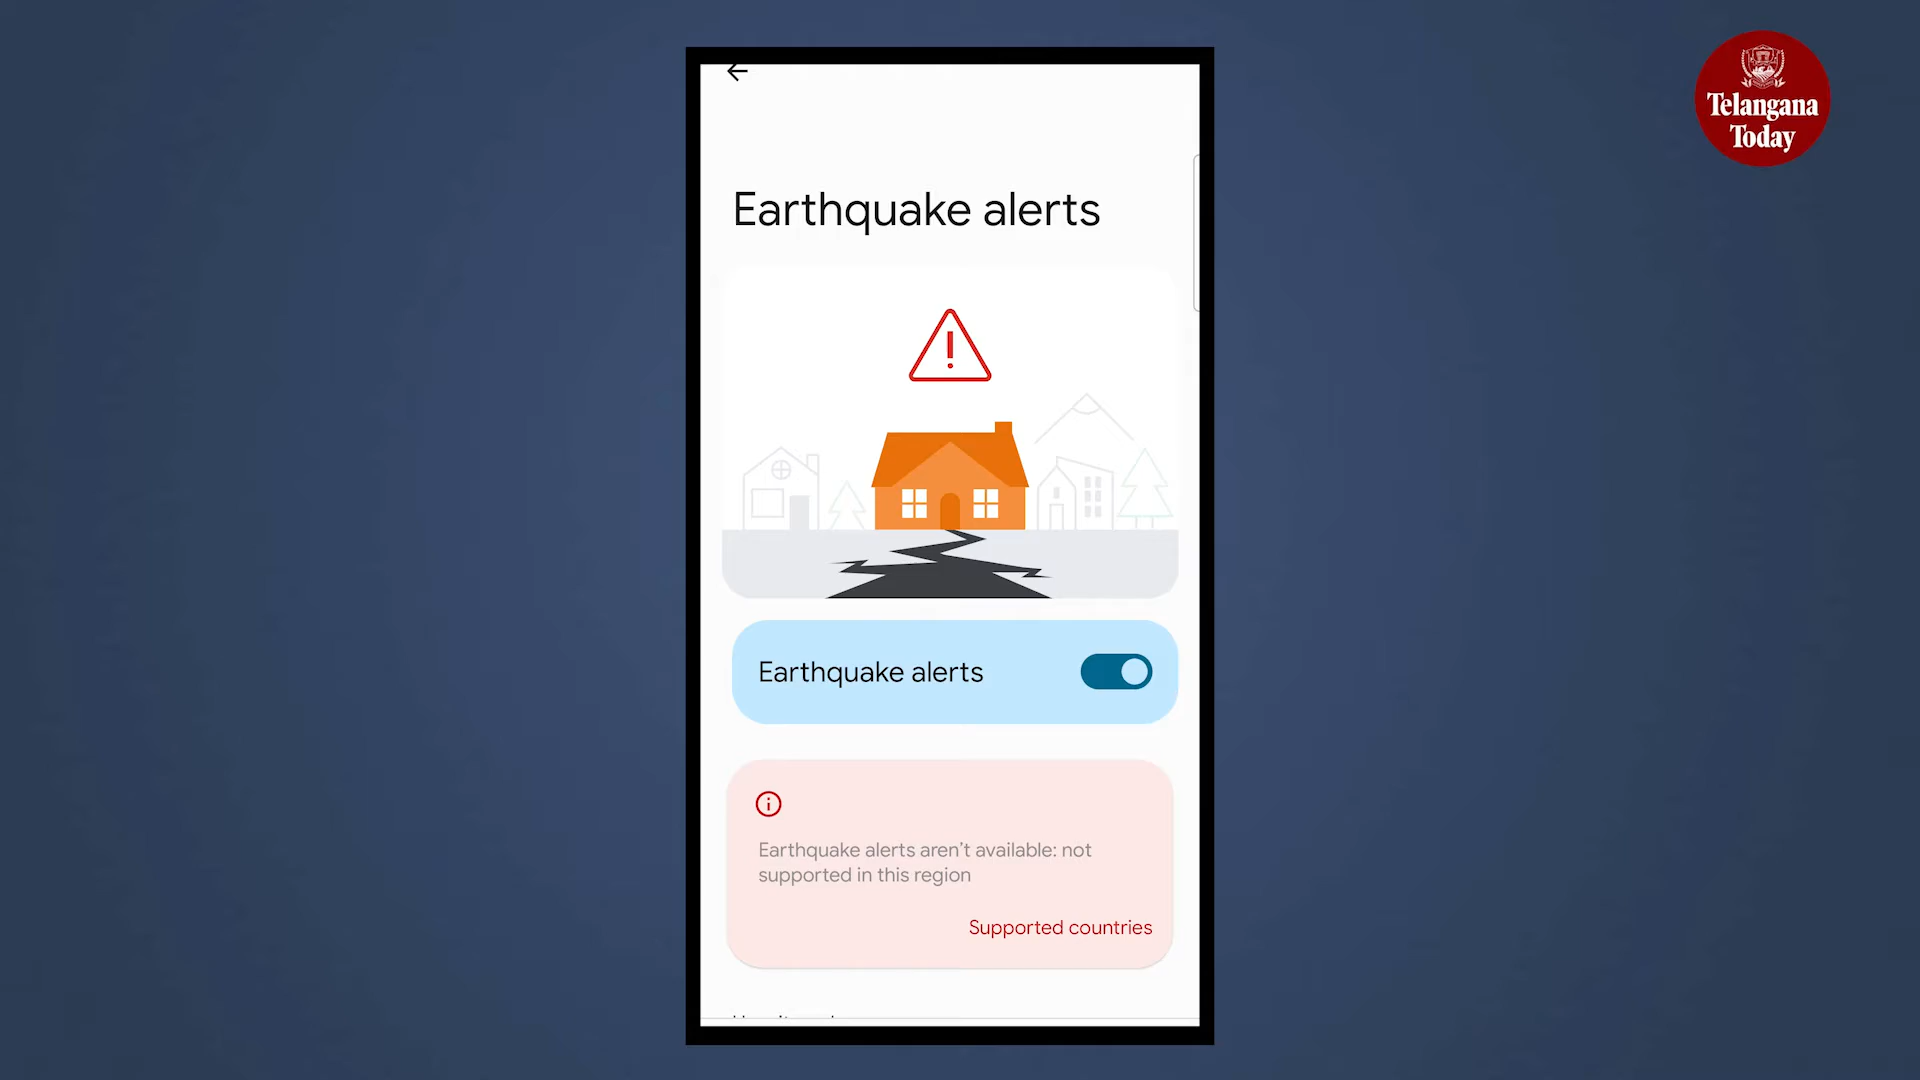 Telangana
Today
Earthquake alerts
Earthquake alerts
Earthquake alerts aren't available: not
supported in this region
Supported countries